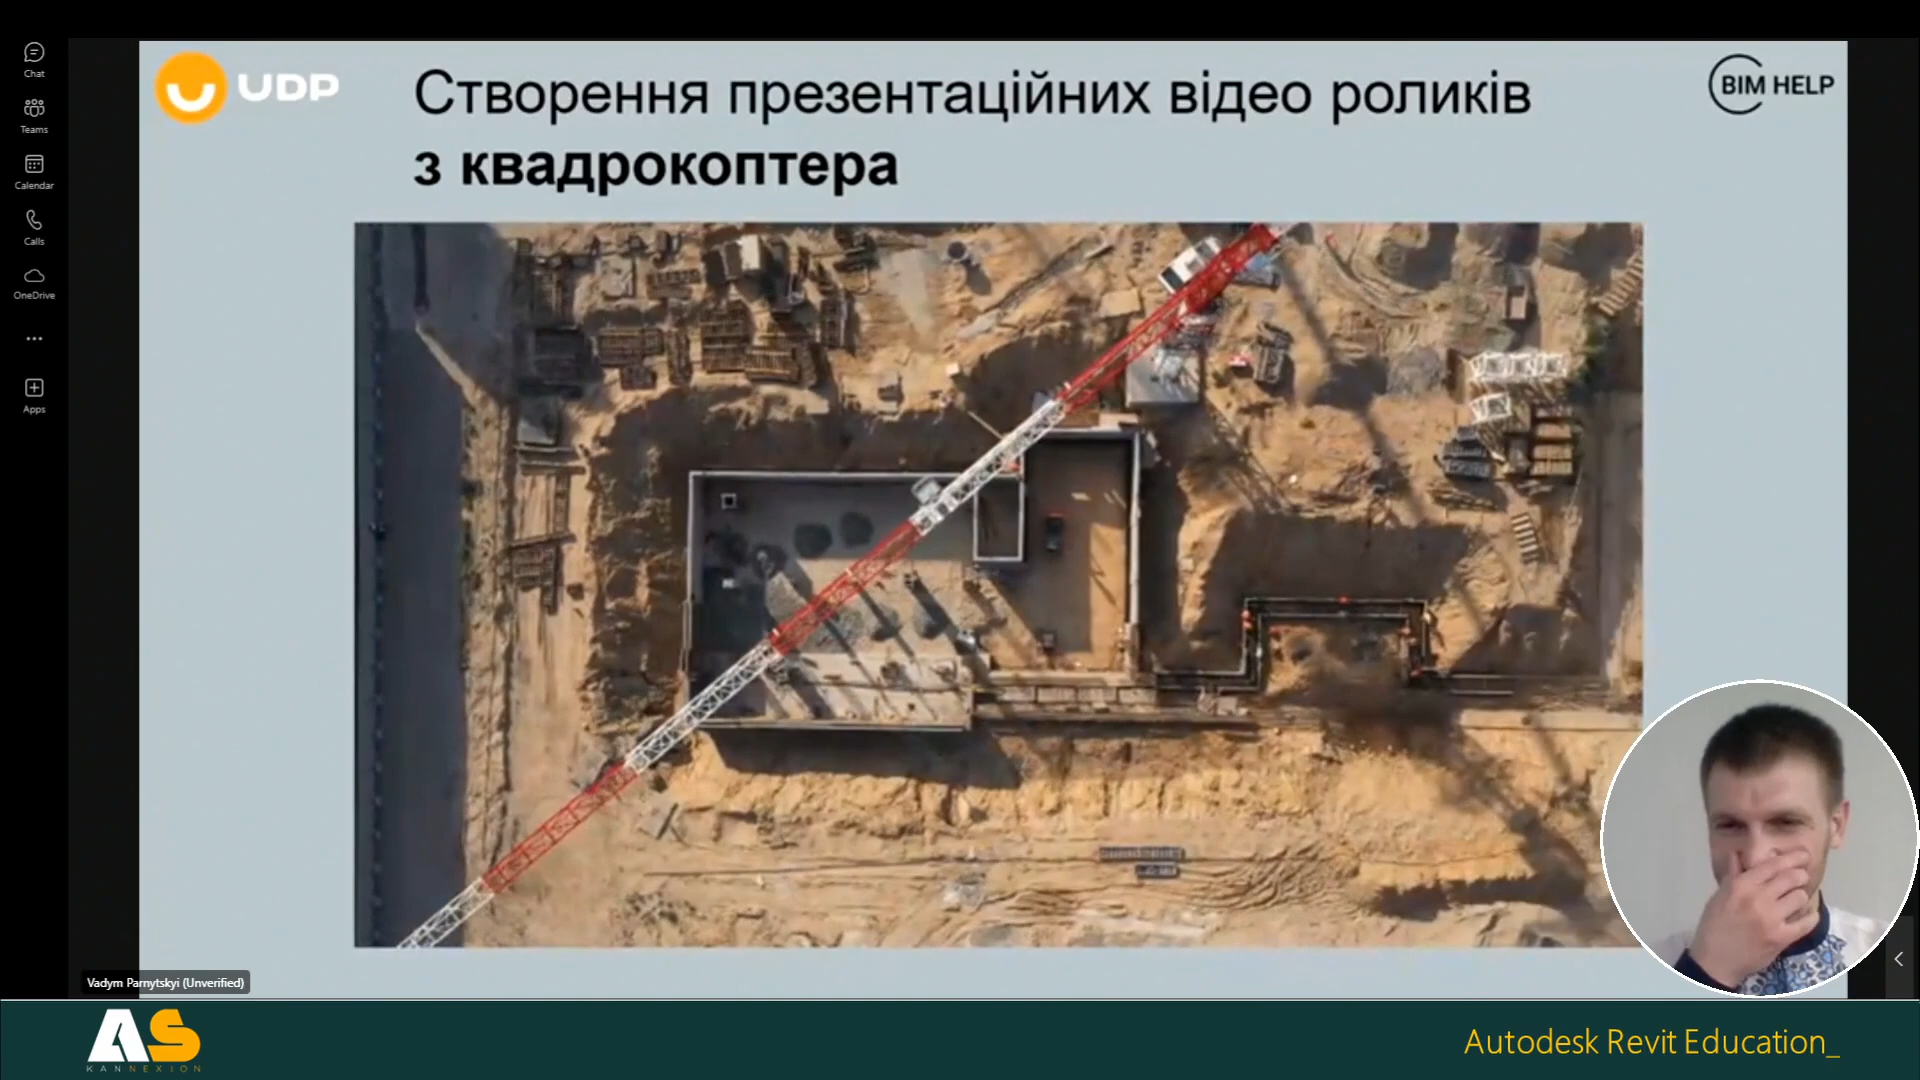 Chat
Teams
Calendar
Calls
OneDrive
Apps
UDP
Створення презентаційних відео роликів
з квадрокоптера
BIM HELP
Vadym Parnytskyi (Unverified)
AS
KANNEXION
Autodesk Revit Education_